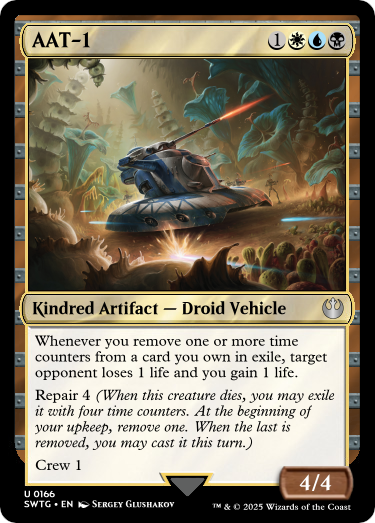 AAT-1
1
Kindred Artifact — Droid Vehicle
Whenever you remove one or more time
counters from a card you own in exile, target
opponent loses 1 life and you gain 1 life.
Repair 4 (When this creature dies, you may exile
it with four time counters. At the beginning of
your upkeep, remove one. When the last is
removed, you may cast it this turn.)
Crew 1
4/4
U 0166
SWTG • EN Sergey Glushakov
™ & © 2025 Wizards of the Coast